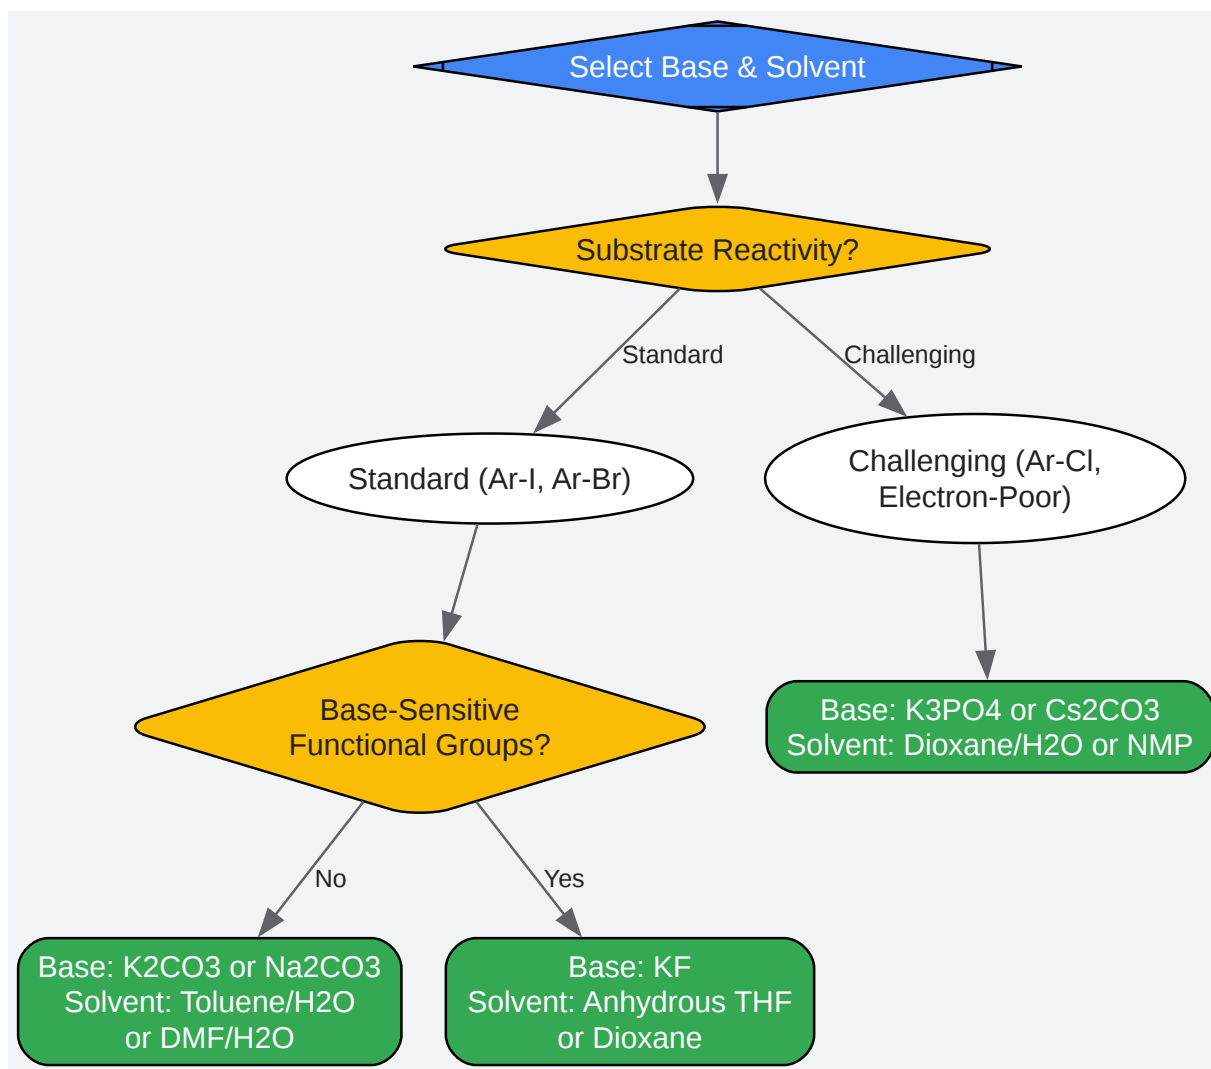 Select Base & Solvent
Substrate Reactivity?
Standard
Challenging
Standard (Ar-I, Ar-Br)
Challenging (Ar-Cl,
Electron-Poor)
Base-Sensitive
Functional Groups?
Base: K3PO4 or Cs2CO3
Solvent: Dioxane/H2O or NMP
No
Yes
Base: K2CO3 or Na2CO3
Solvent: Toluene/H2O
or DMF/H2O
Base: KF
Solvent: Anhydrous THF
or Dioxane